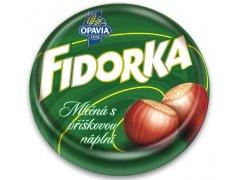 OPAVIA
FIDORKA
Mléčná s
oříškovou
náplní